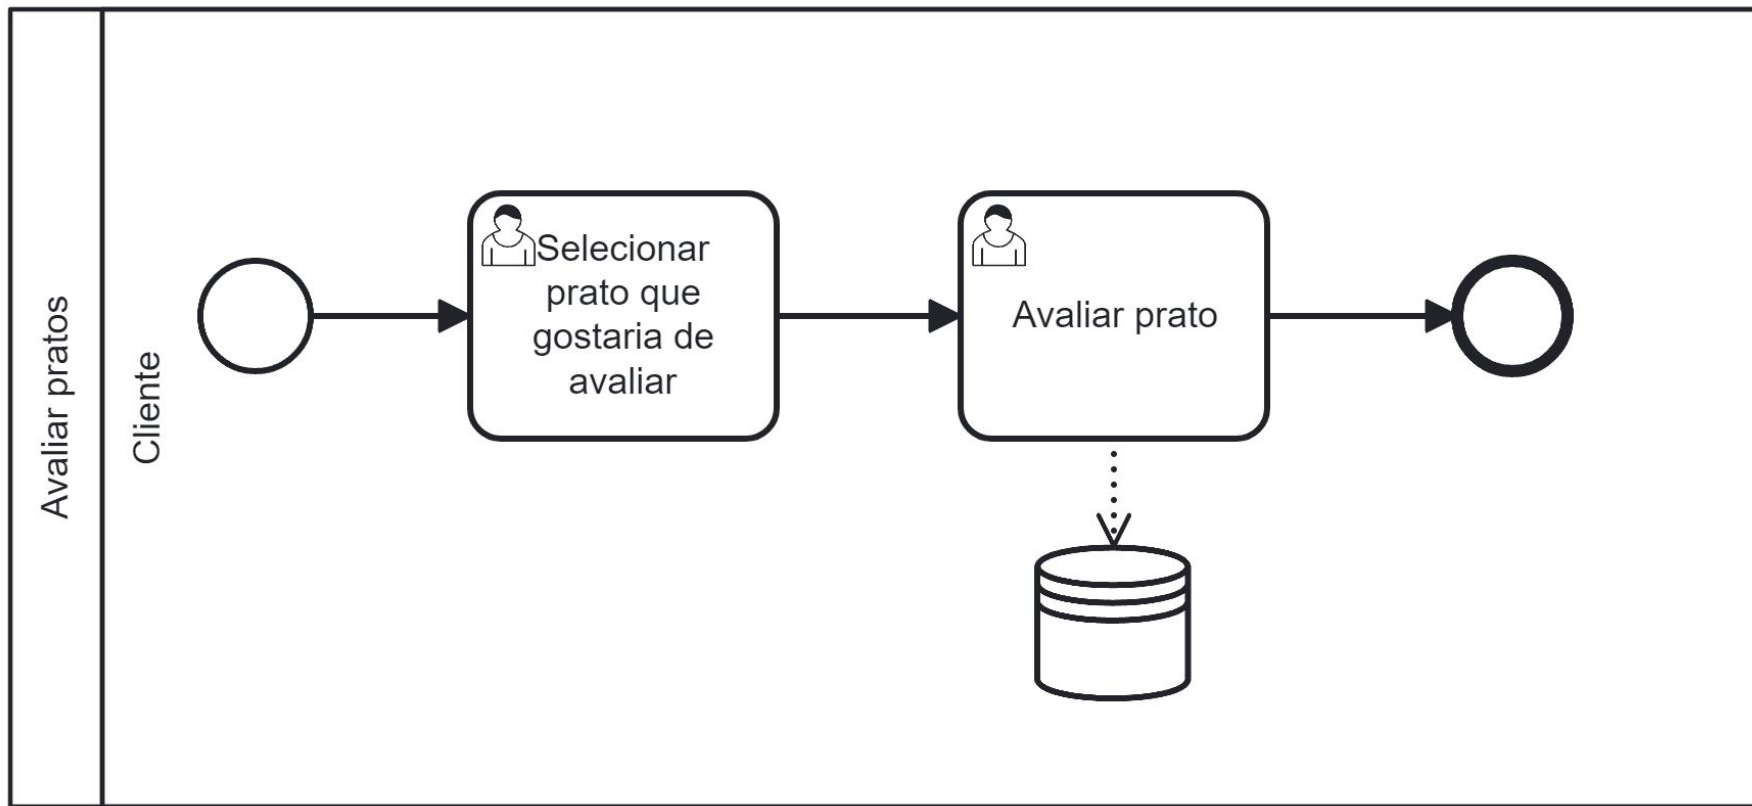 Avaliar pratos
Cliente
Selecionar
prato que
gostaria de
avaliar
Avaliar prato